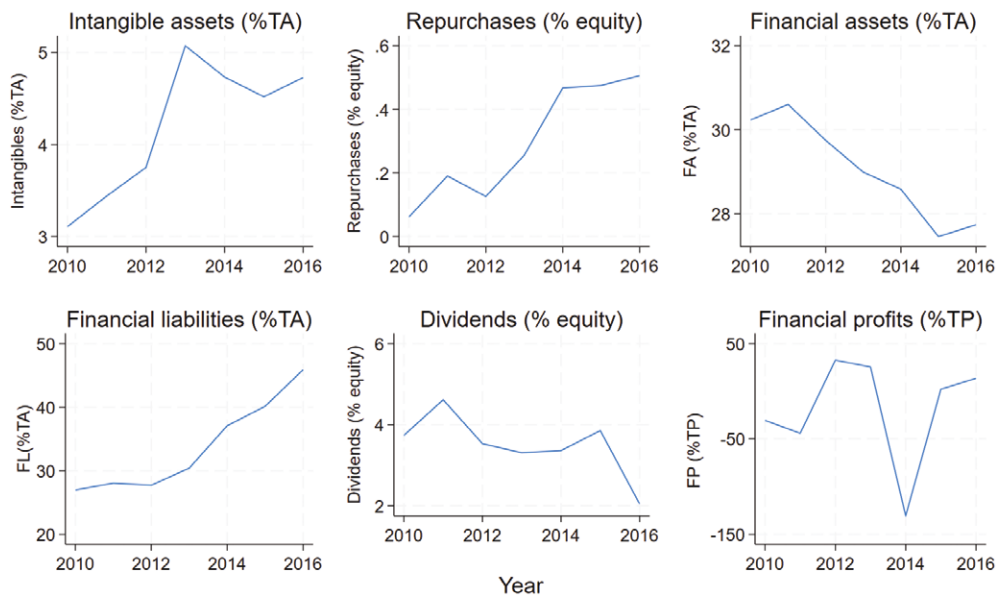 Intangible assets (%TA)
Intangibles (%TA)
5
4
3
2010 2012 2014 2016
Repurchases (% equity)
Repurchases (% equity)
.6
.4
.2
0
2010 2012 2014 2016
Financial assets (%TA)
FA (%TA)
32
30
28
2010 2012 2014 2016
Financial liabilities (%TA)
FL(%TA)
50
40
30
20
2010 2012 2014 2016
Dividends (% equity)
Dividends (% equity)
6
4
2
2010 2012 2014 2016
Financial profits (%TP)
FP (%TP)
50
-50
-150
2010 2012 2014 2016
Year